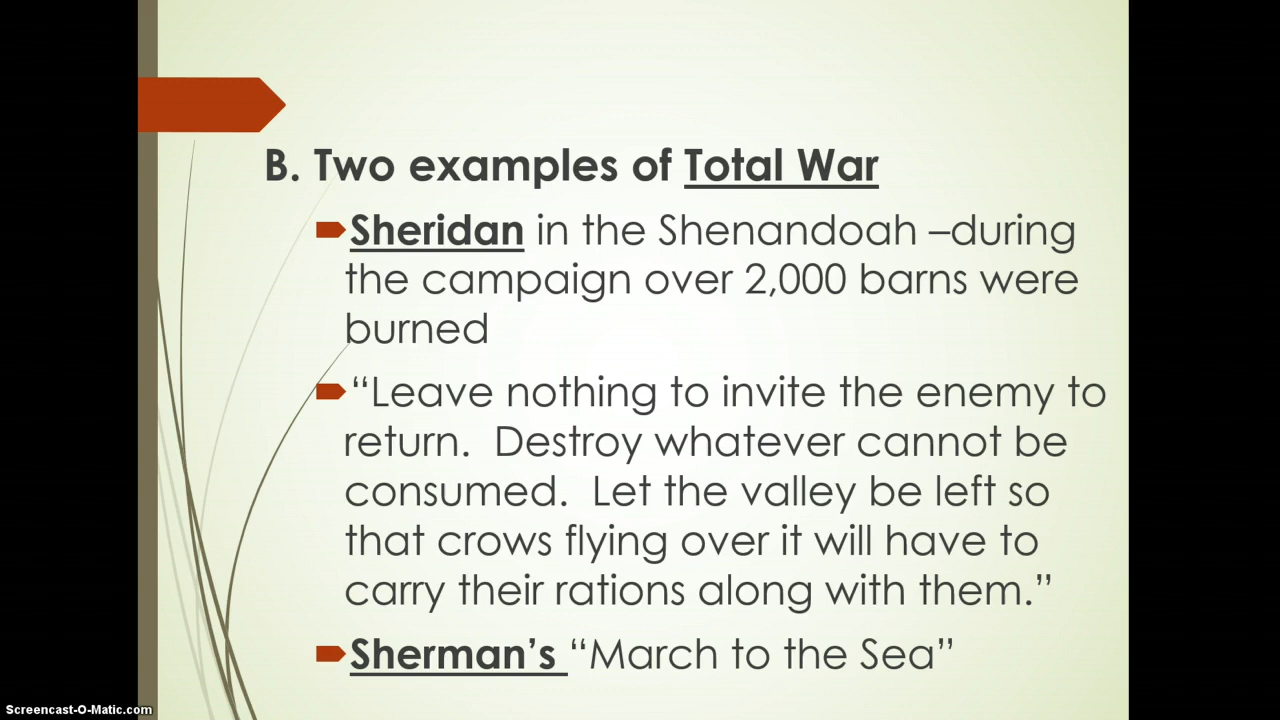 B. Two examples of Total War
Sheridan in the Shenandoah –during
the campaign over 2,000 barns were
burned
“Leave nothing to invite the enemy to
return.  Destroy whatever cannot be
consumed.  Let the valley be left so
that crows flying over it will have to
carry their rations along with them.”
Sherman’s “March to the Sea”
Screencast-O-Matic.com